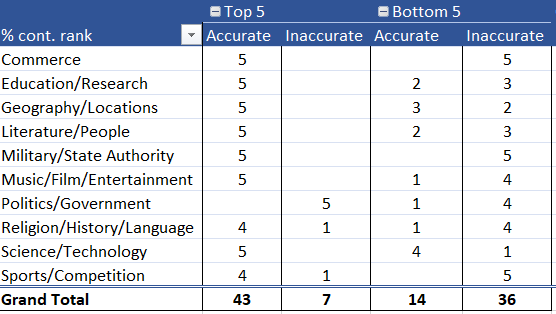 Top 5 Bottom 5
% cont. rank Accurate Inaccurate Accurate Inaccurate
Commerce 5 5
Education/Research 5 2 3
Geography/Locations 5 3 2
Literature/People 5 2 3
Military/State Authority 5 5
Music/Film/Entertainment 5 1 4
Politics/Government 5 1 4
Religion/History/Language 4 1 1 4
Science/Technology 5 4 1
Sports/Competition 4 1 5
Grand Total 43 7 14 36